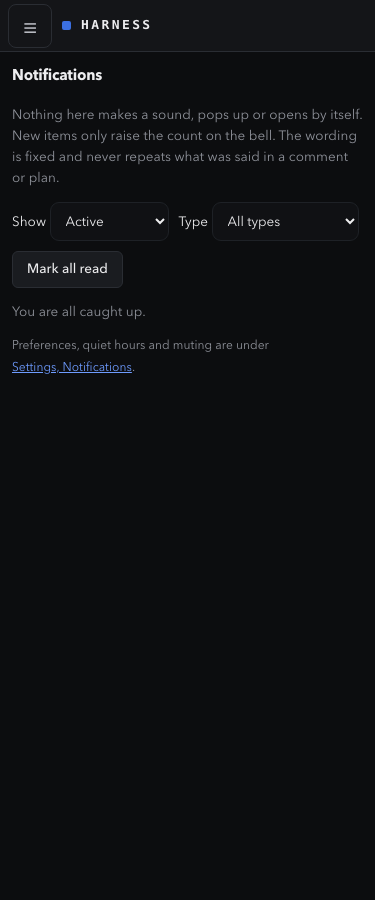 HARNESS
Notifications
Nothing here makes a sound, pops up or opens by itself.
New items only raise the count on the bell. The wording
is fixed and never repeats what was said in a comment
or plan.
Show Active Type All types
Mark all read
You are all caught up.
Preferences, quiet hours and muting are under
Settings, Notifications.